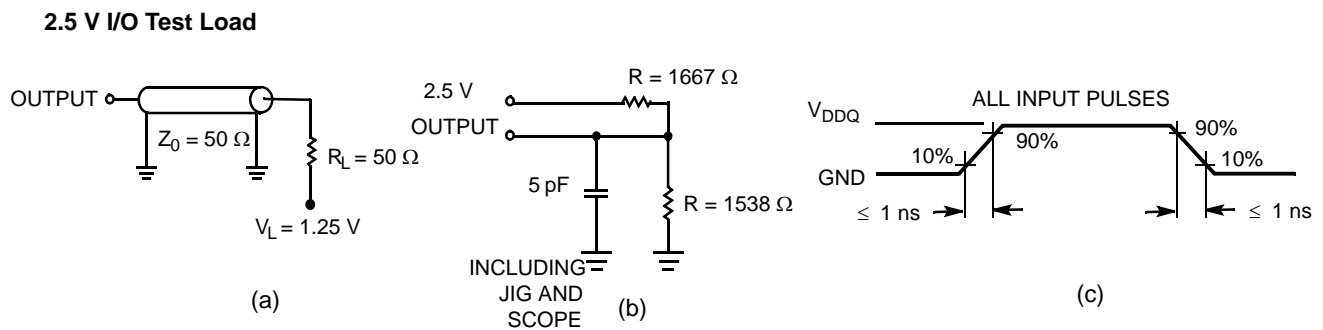 2.5 V I/O Test Load
OUTPUT
Z0 = 50 Ω
RL = 50 Ω
VL = 1.25 V
(a)
R = 1667 Ω
2.5 V
OUTPUT
5 pF
R = 1538 Ω
INCLUDING
JIG AND
SCOPE
(b)
ALL INPUT PULSES
VDDQ
GND
10%
90%
90%
10%
≤ 1 ns
≤ 1 ns
(c)